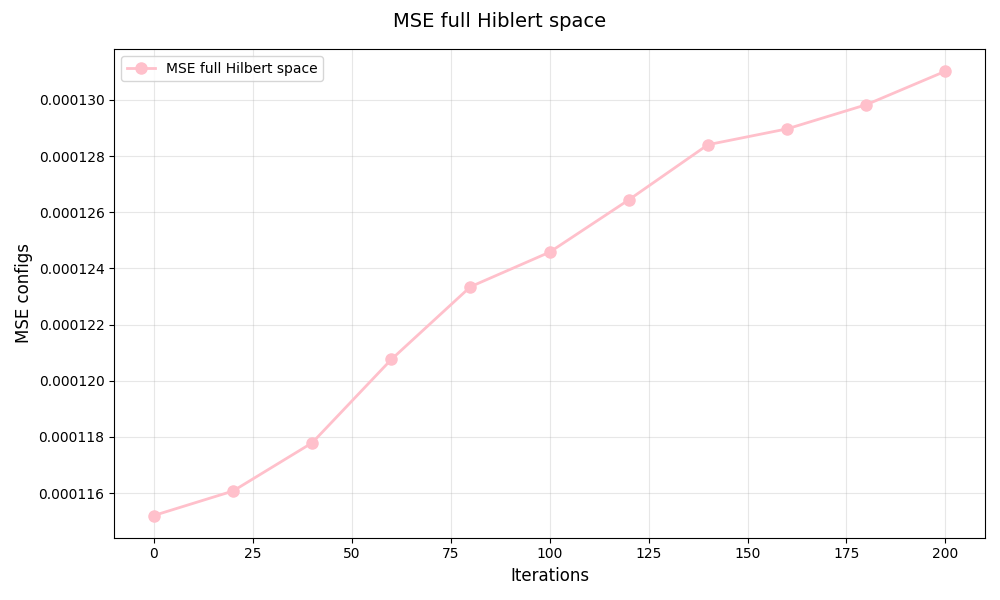 MSE full Hiblert space
MSE full Hilbert space
0.000130
0.000128
0.000126
0.000124
0.000122
0.000120
0.000118
0.000116
MSE configs
0 25 50 75 100 125 150 175 200
Iterations